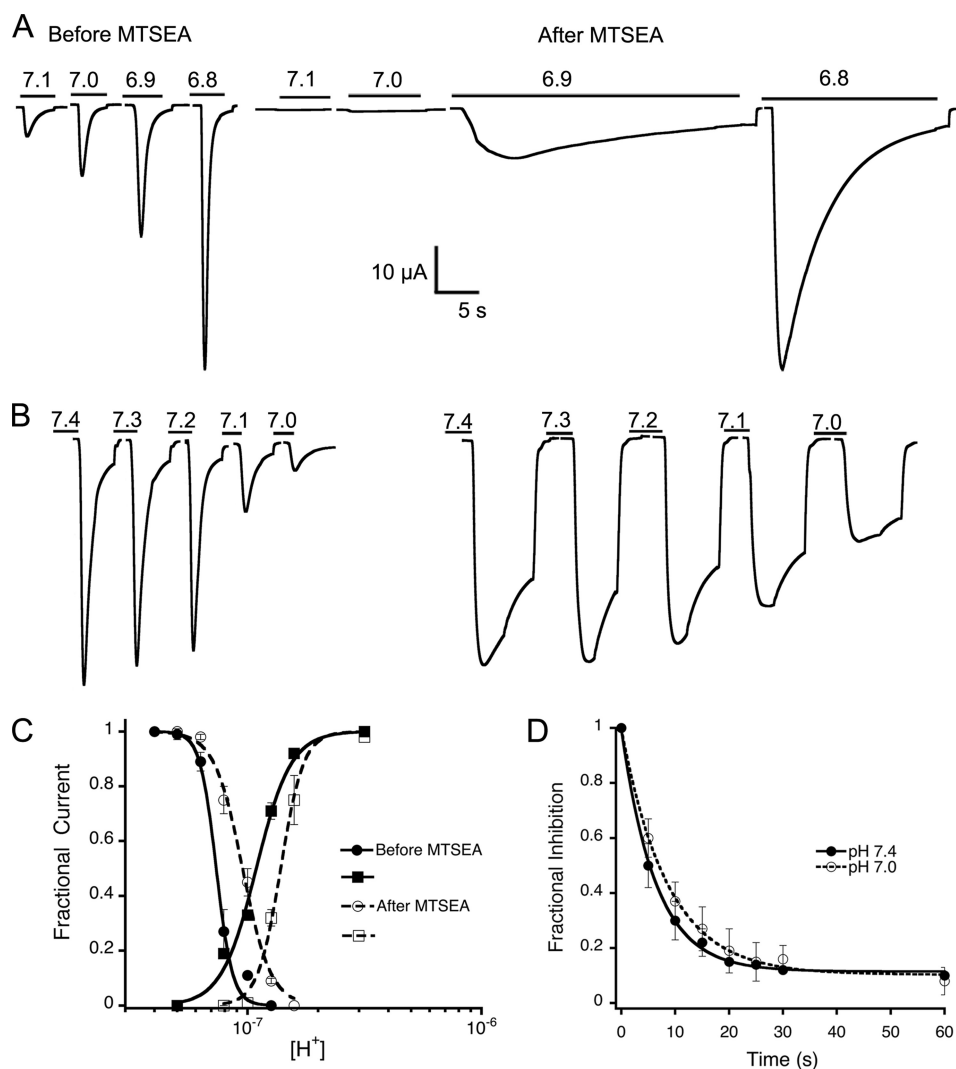 A
Before MTSEA
After MTSEA
7.1 7.0 6.9 6.8 7.1 7.0 6.9 6.8
10 µA
5 s
B
7.4 7.3 7.2 7.1 7.0 7.4 7.3 7.2 7.1 7.0
C
Fractional Current
1
0.8
0.6
0.4
0.2
0
10-7
10-6
[H+]
Before MTSEA
After MTSEA
D
Fractional Inhibition
1
0.8
0.6
0.4
0.2
0
0 10 20 30 40 50 60
Time (s)
pH 7.4
pH 7.0